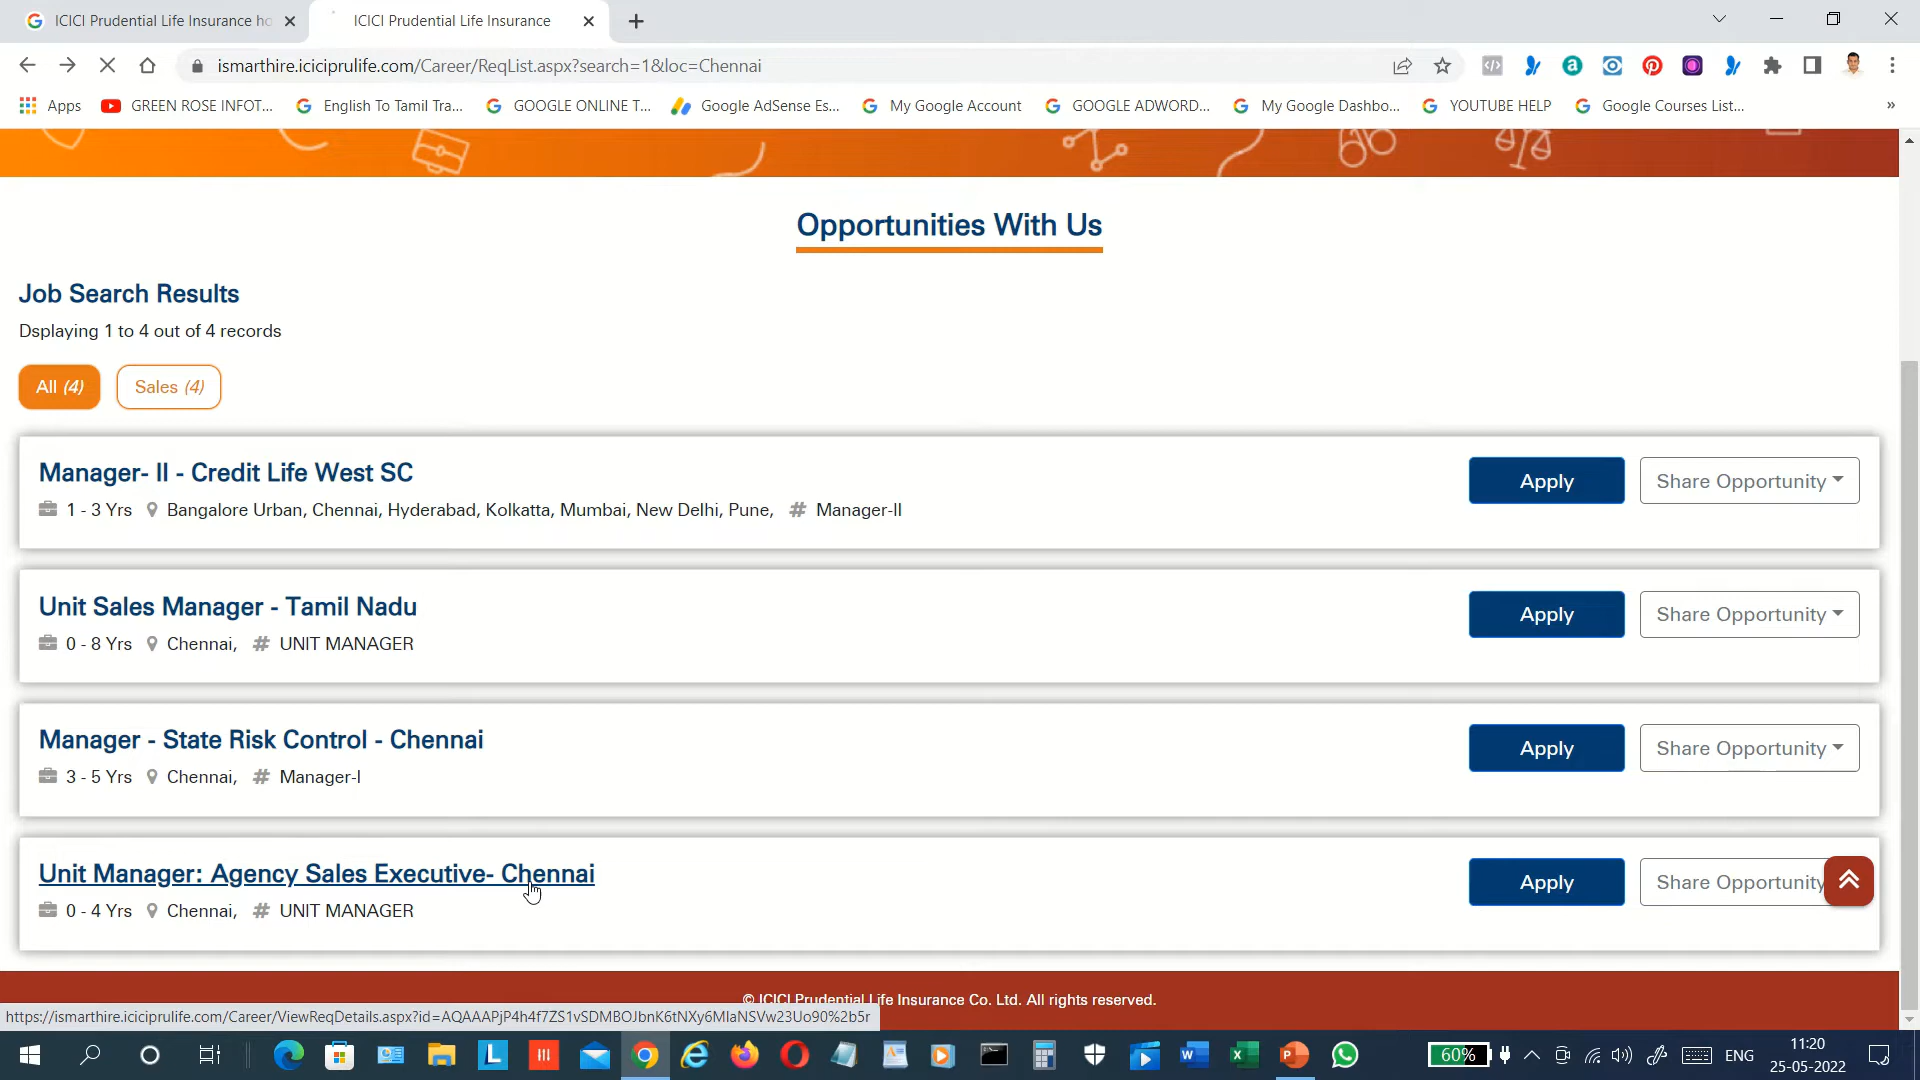 ICICI Prudential Life Insurance ho
ICICI Prudential Life Insurance
ismarthire.iciciprulife.com/Career/ReqList.aspx?search=1&loc=Chennai
Apps
GREEN ROSE INFOT...
English To Tamil Tra...
GOOGLE ONLINE T...
Google AdSense Es...
My Google Account
GOOGLE ADWORD...
My Google Dashbo...
YOUTUBE HELP
Google Courses List...
Opportunities With Us
Job Search Results
Dsplaying 1 to 4 out of 4 records
All (4)
Sales (4)
Manager- II - Credit Life West SC
1 - 3 Yrs Bangalore Urban, Chennai, Hyderabad, Kolkatta, Mumbai, New Delhi, Pune, # Manager-II
Apply
Share Opportunity
Unit Sales Manager - Tamil Nadu
0 - 8 Yrs Chennai, # UNIT MANAGER
Apply
Share Opportunity
Manager - State Risk Control - Chennai
3 - 5 Yrs Chennai, # Manager-I
Apply
Share Opportunity
Unit Manager: Agency Sales Executive- Chennai
0 - 4 Yrs Chennai, # UNIT MANAGER
Apply
Share Opportunity
© ICICI Prudential Life Insurance Co. Ltd. All rights reserved.
https://ismarthire.iciciprulife.com/Career/ViewReqDetails.aspx?id=AQAAAPjP4h4f7ZS1vSDMBOJbnK6tNXy6MIaNSVw23Uo90%2b5r
60%
ENG
11:20
25-05-2022